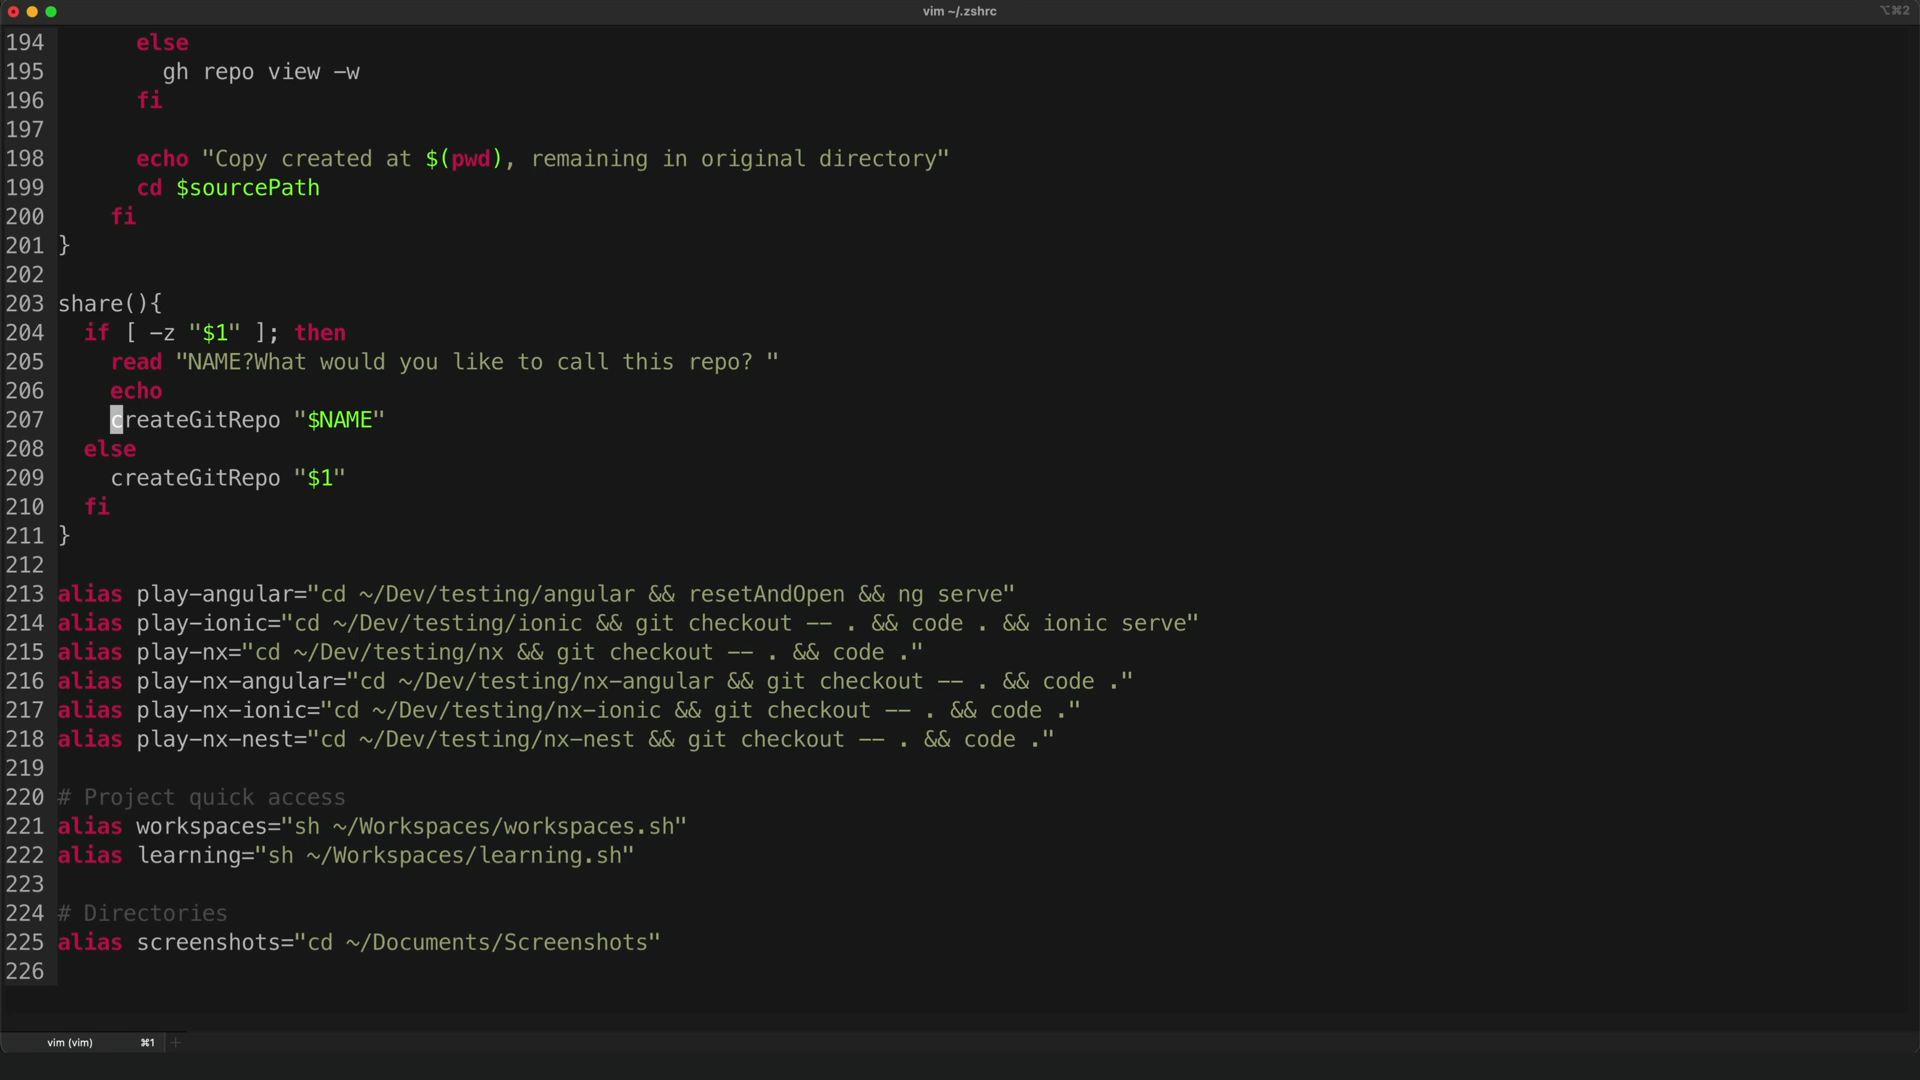 vim ~/.zshrc
⌥⌘2
194 else
195 gh repo view -w
196 fi
197
198 echo "Copy created at $(pwd), remaining in original directory"
199 cd $sourcePath
200 fi
201 }
202
203 share(){
204 if [ -z "$1" ]; then
205 read "NAME?What would you like to call this repo? "
206 echo
207 createGitRepo "$NAME"
208 else
209 createGitRepo "$1"
210 fi
211 }
212
213 alias play-angular="cd ~/Dev/testing/angular && resetAndOpen && ng serve"
214 alias play-ionic="cd ~/Dev/testing/ionic && git checkout -- . && code . && ionic serve"
215 alias play-nx="cd ~/Dev/testing/nx && git checkout -- . && code ."
216 alias play-nx-angular="cd ~/Dev/testing/nx-angular && git checkout -- . && code ."
217 alias play-nx-ionic="cd ~/Dev/testing/nx-ionic && git checkout -- . && code ."
218 alias play-nx-nest="cd ~/Dev/testing/nx-nest && git checkout -- . && code ."
219
220 # Project quick access
221 alias workspaces="sh ~/Workspaces/workspaces.sh"
222 alias learning="sh ~/Workspaces/learning.sh"
223
224 # Directories
225 alias screenshots="cd ~/Documents/Screenshots"
226
vim (vim) ⌘1 +